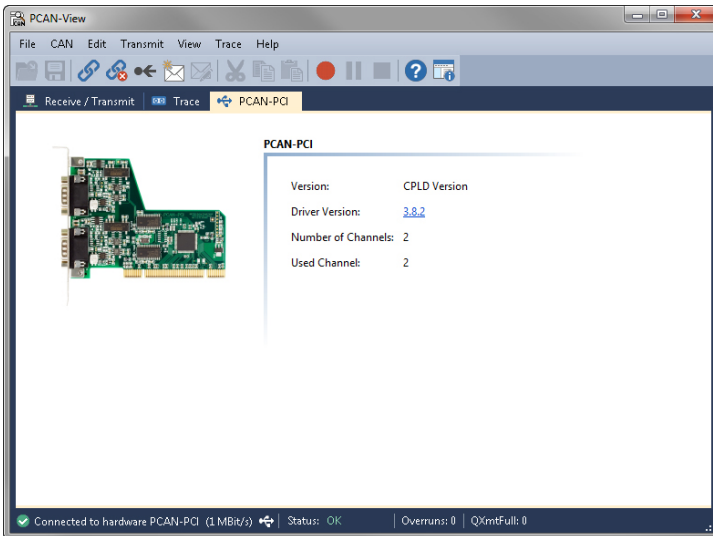 PCAN-View
File CAN Edit Transmit View Trace Help
Receive / Transmit Trace PCAN-PCI
PCAN-PCI
Version: CPLD Version
Driver Version: 3.8.2
Number of Channels: 2
Used Channel: 2
Connected to hardware PCAN-PCI (1 MBit/s) Status: OK Overruns: 0 QXmtFull: 0